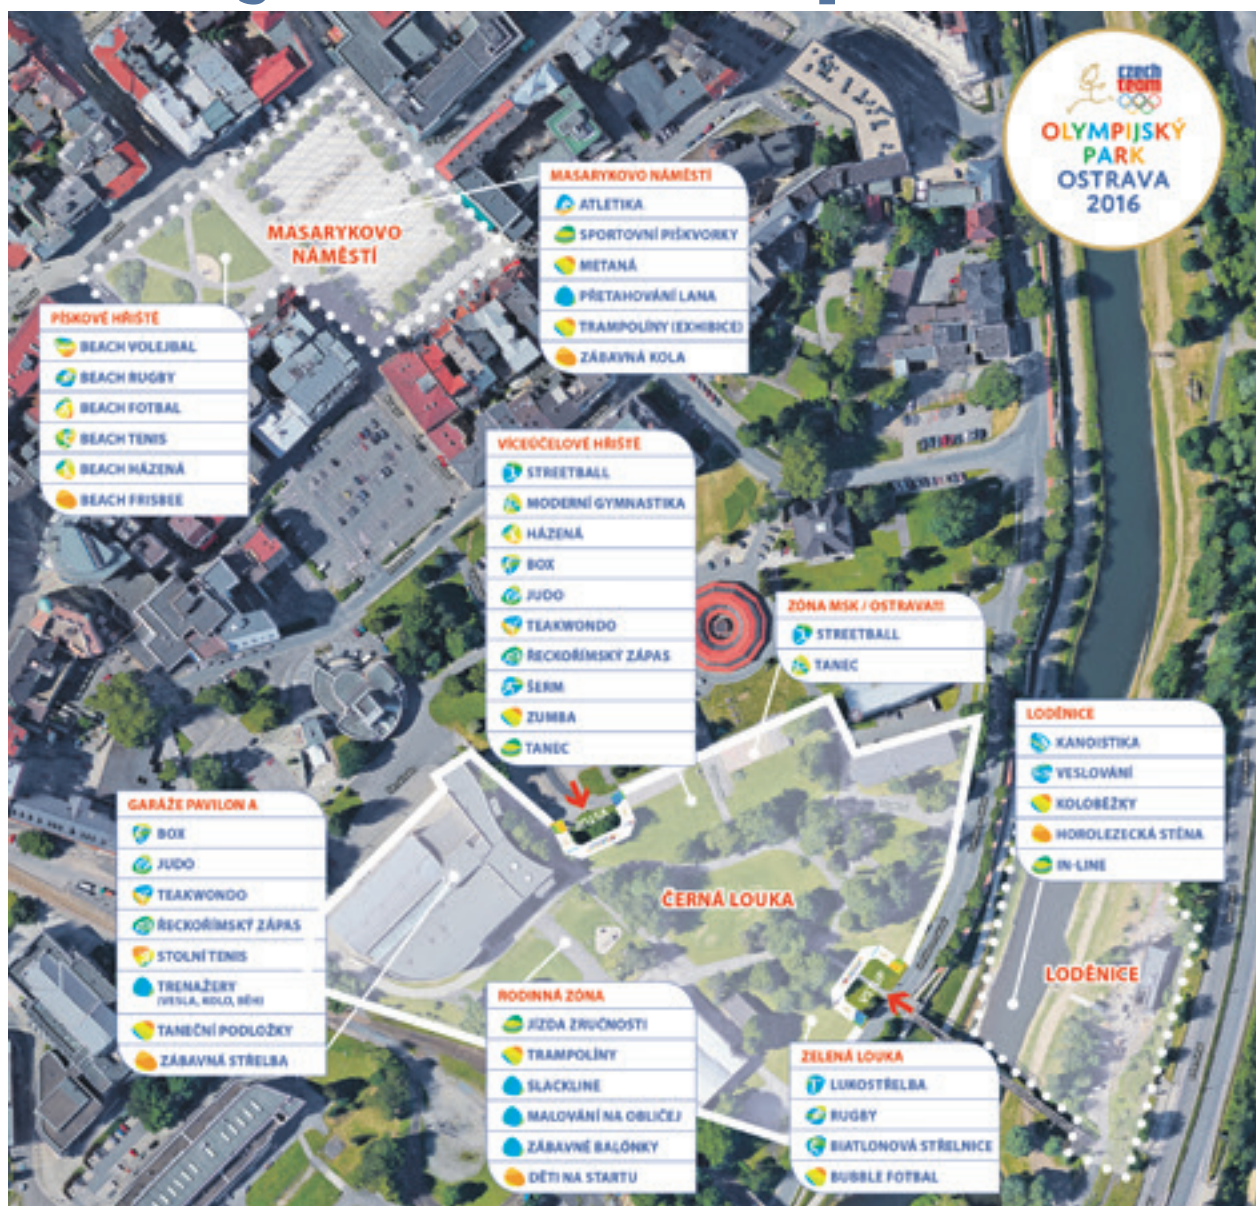 czech
team
OLYMPIJSKÝ
PARK
OSTRAVA
2016
MASARYKOVO
NÁMĚSTÍ
MASARYKOVO NÁMĚSTÍ
ATLETIKA
SPORTOVNÍ PIŠKVORKY
METANÁ
PŘETAHOVÁNÍ LANA
TRAMPOLÍNY (EXHIBICE)
ZÁBAVNÁ KOLA
PÍSKOVÉ HŘIŠTĚ
BEACH VOLEJBAL
BEACH RUGBY
BEACH FOTBAL
BEACH TENIS
BEACH HÁZENÁ
BEACH FRISBEE
VÍCEÚČELOVÉ HŘIŠTĚ
STREETBALL
MODERNÍ GYMNASTIKA
HÁZENÁ
BOX
JUDO
TEAKWONDO
ŘECKOŘÍMSKÝ ZÁPAS
ŠERM
ZUMBA
TANEC
ZÓNA MSK / OSTRAVA!!!
STREETBALL
TANEC
LODĚNICE
KANOISTIKA
VESLOVÁNÍ
KOLOBĚŽKY
HOROLEZECKÁ STĚNA
IN-LINE
GARÁŽE PAVILON A
BOX
JUDO
TEAKWONDO
ŘECKOŘÍMSKÝ ZÁPAS
STOLNÍ TENIS
TRENAŽERY
(VESLA, KOLO, BĚH)
TANEČNÍ PODLOŽKY
ZÁBAVNÁ STŘELBA
ČERNÁ LOUKA
LODĚNICE
RODINNÁ ZÓNA
JÍZDA ZRUČNOSTI
TRAMPOLÍNY
SLACKLINE
MALOVÁNÍ NA OBLIČEJ
ZÁBAVNÉ BALÓNKY
DĚTI NA STARTU
ZELENÁ LOUKA
LUKOSTŘELBA
RUGBY
BIATLONOVÁ STŘELNICE
BUBBLE FOTBAL